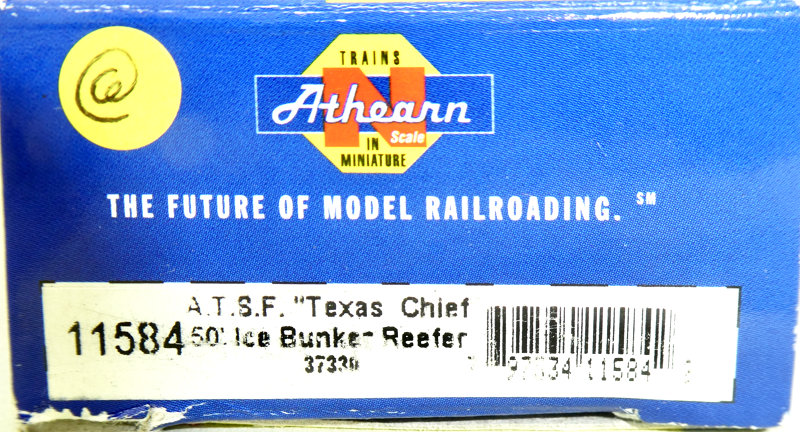 @
TRAINS
N
Athearn
Scale
IN
MINIATURE
THE FUTURE OF MODEL RAILROADING. SM
A.T.S.F. "Texas Chief
11584 50' Ice Bunker Reefer
11584